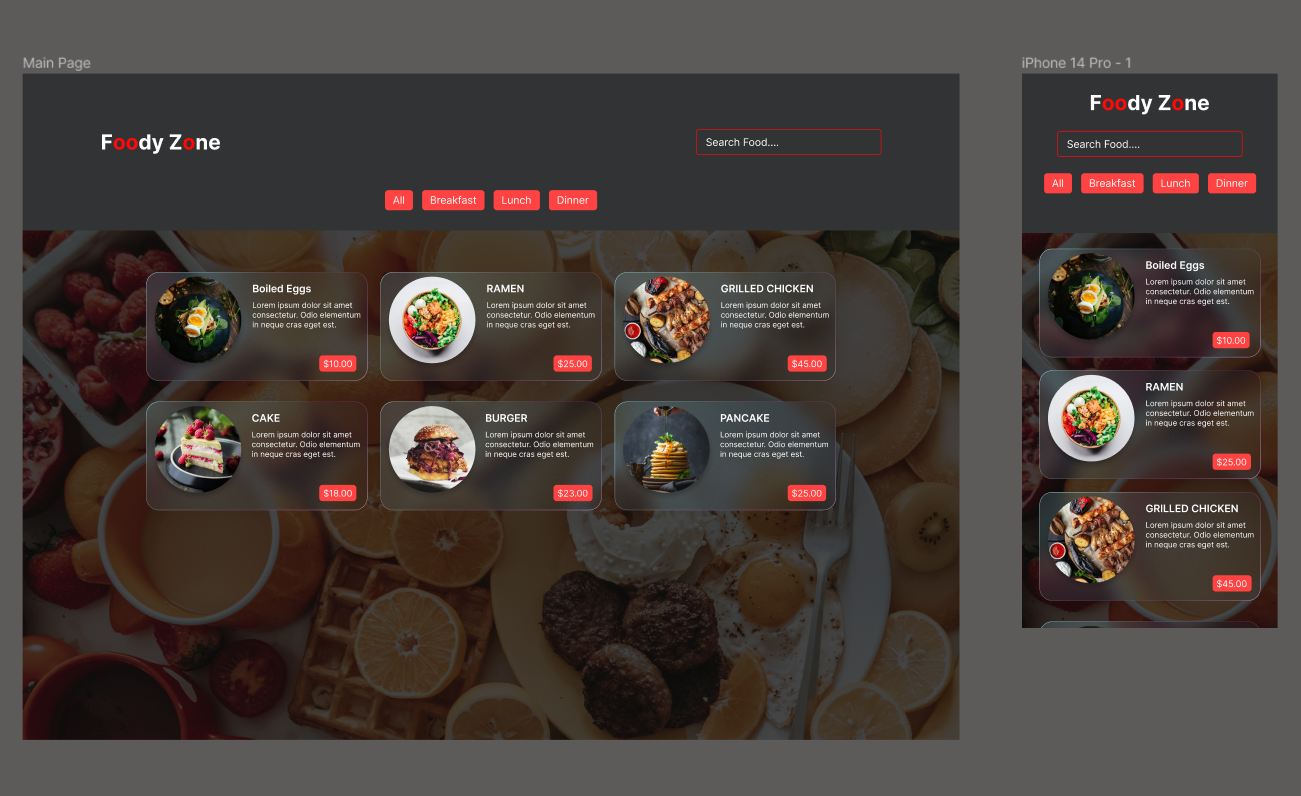 Main Page
Foody Zone
Search Food....
All
Breakfast
Lunch
Dinner
Boiled Eggs
Lorem ipsum dolor sit amet
consectetur. Odio elementum
in neque cras eget est.
$10.00
RAMEN
Lorem ipsum dolor sit amet
consectetur. Odio elementum
in neque cras eget est.
$25.00
GRILLED CHICKEN
Lorem ipsum dolor sit amet
consectetur. Odio elementum
in neque cras eget est.
$45.00
CAKE
Lorem ipsum dolor sit amet
consectetur. Odio elementum
in neque cras eget est.
$18.00
BURGER
Lorem ipsum dolor sit amet
consectetur. Odio elementum
in neque cras eget est.
$23.00
PANCAKE
Lorem ipsum dolor sit amet
consectetur. Odio elementum
in neque cras eget est.
$25.00
iPhone 14 Pro - 1
Foody Zone
Search Food....
All
Breakfast
Lunch
Dinner
Boiled Eggs
Lorem ipsum dolor sit amet
consectetur. Odio elementum
in neque cras eget est.
$10.00
RAMEN
Lorem ipsum dolor sit amet
consectetur. Odio elementum
in neque cras eget est.
$25.00
GRILLED CHICKEN
Lorem ipsum dolor sit amet
consectetur. Odio elementum
in neque cras eget est.
$45.00